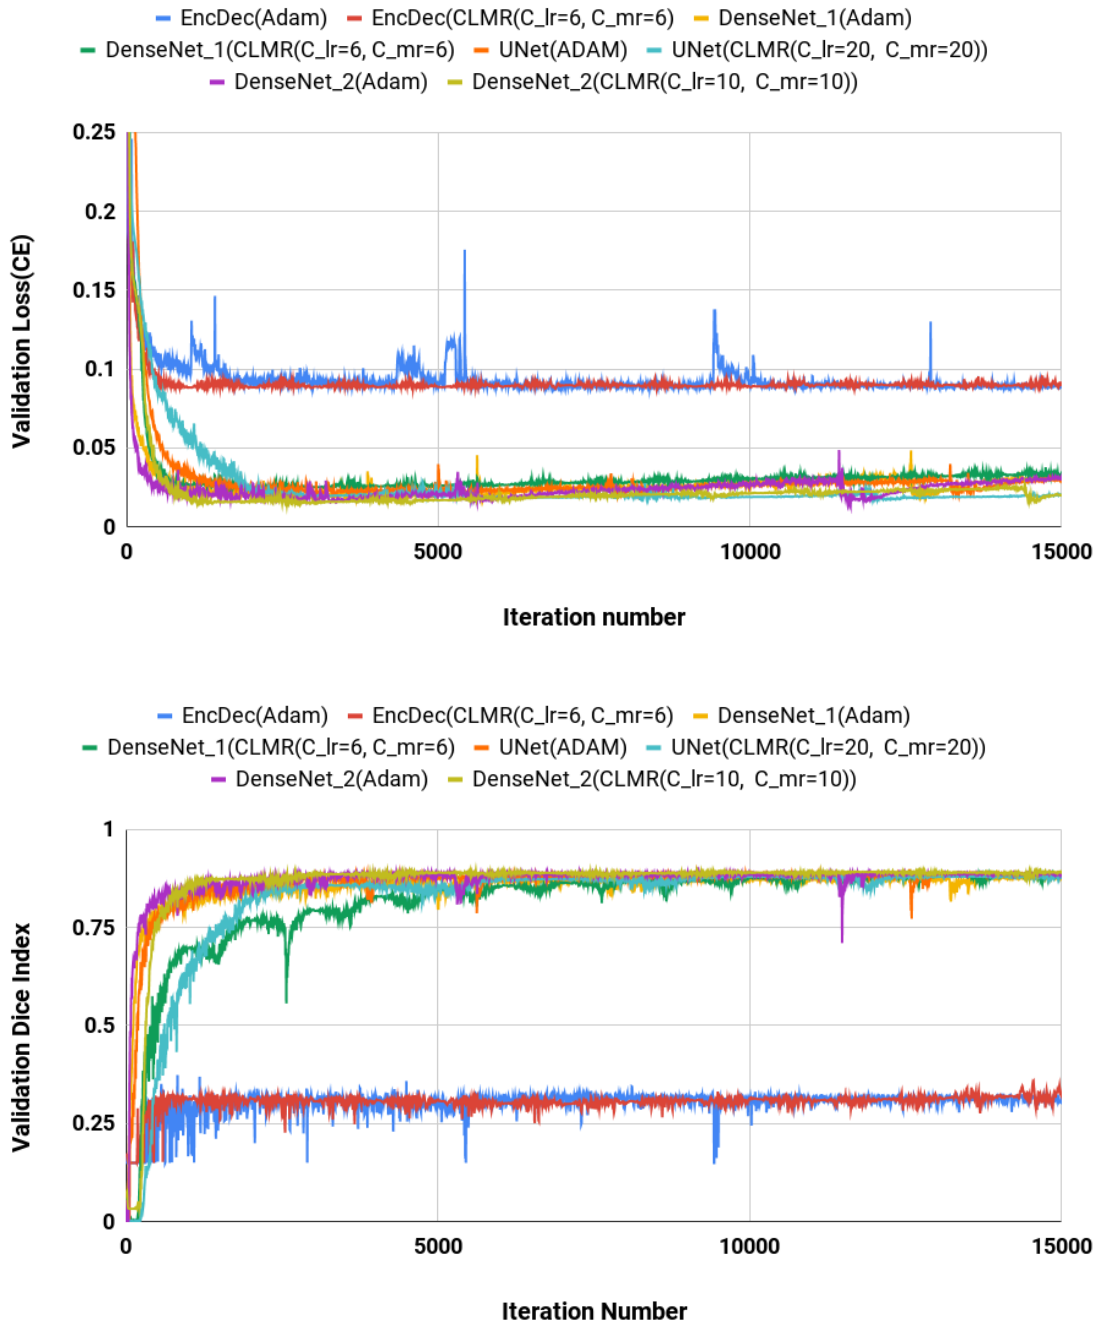 EncDec(Adam) EncDec(CLMR(C_lr=6, C_mr=6) DenseNet_1(Adam)
DenseNet_1(CLMR(C_lr=6, C_mr=6) UNet(ADAM) UNet(CLMR(C_lr=20, C_mr=20))
DenseNet_2(Adam) DenseNet_2(CLMR(C_lr=10, C_mr=10))
Validation Loss(CE)
0.25
0.2
0.15
0.1
0.05
0
0 5000 10000 15000
Iteration number
EncDec(Adam) EncDec(CLMR(C_lr=6, C_mr=6) DenseNet_1(Adam)
DenseNet_1(CLMR(C_lr=6, C_mr=6) UNet(ADAM) UNet(CLMR(C_lr=20, C_mr=20))
DenseNet_2(Adam) DenseNet_2(CLMR(C_lr=10, C_mr=10))
Validation Dice Index
1
0.75
0.5
0.25
0
0 5000 10000 15000
Iteration Number